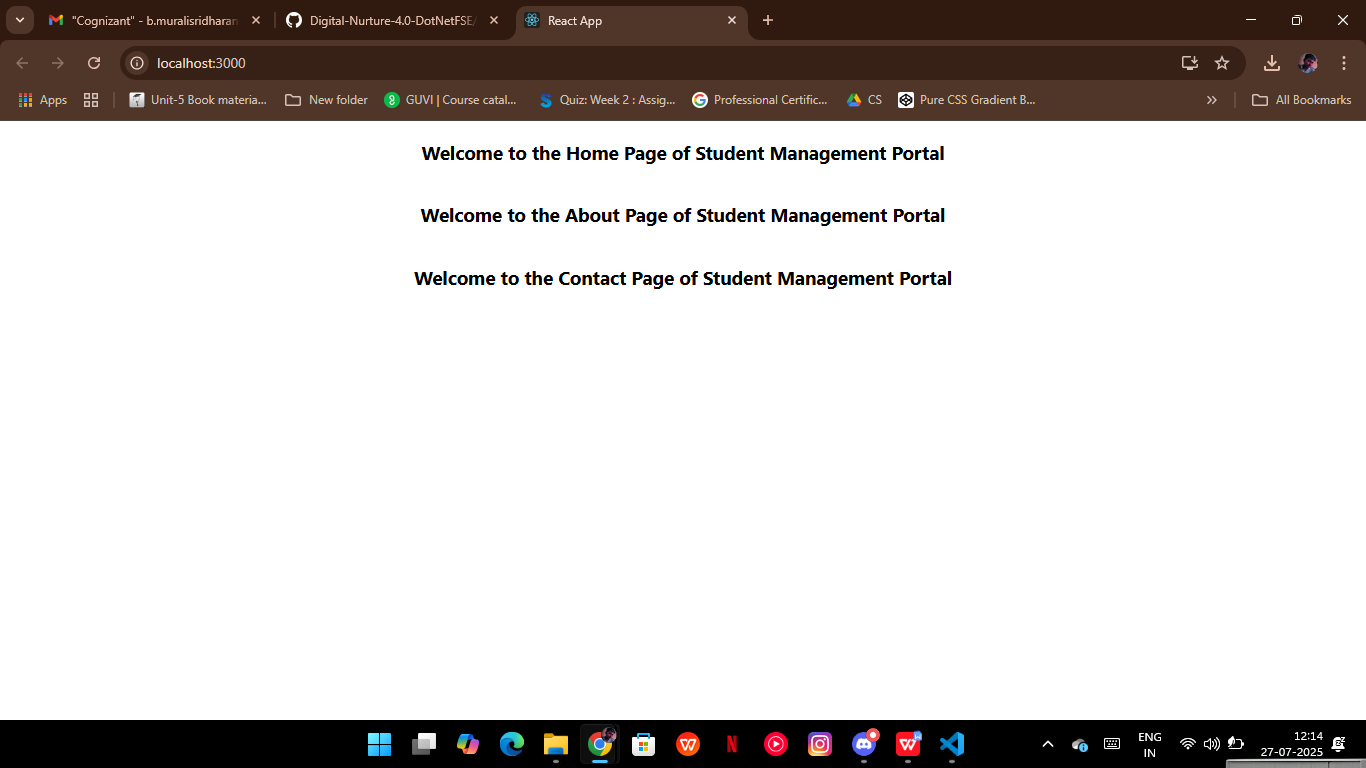 "Cognizant" - b.muralisridharan
Digital-Nurture-4.0-DotNetFSE/
React App
localhost:3000
Apps
Unit-5 Book materia...
New folder
GUVI | Course catal...
Quiz: Week 2 : Assig...
Professional Certific...
CS
Pure CSS Gradient B...
All Bookmarks
Welcome to the Home Page of Student Management Portal
Welcome to the About Page of Student Management Portal
Welcome to the Contact Page of Student Management Portal
ENG
IN
12:14
27-07-2025